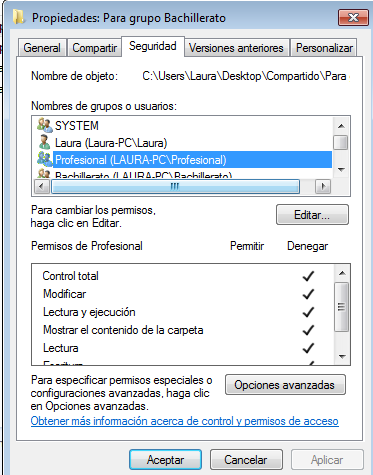 Propiedades: Para grupo Bachillerato
General Compartir Seguridad Versiones anteriores Personalizar
Nombre de objeto: C:\Users\Laura\Desktop\Compartido\Para
Nombres de grupos o usuarios:
SYSTEM
Laura (Laura-PC\Laura)
Profesional (LAURA-PC\Profesional)
Bachillerato (LAURA-PC\Bachillerato)
Para cambiar los permisos,
haga clic en Editar.
Editar...
Permisos de Profesional Permitir Denegar
Control total
Modificar
Lectura y ejecución
Mostrar el contenido de la carpeta
Lectura
Escritura
Para especificar permisos especiales o
configuraciones avanzadas, haga clic
en Opciones avanzadas.
Opciones avanzadas
Obtener más información acerca de control y permisos de acceso
Aceptar Cancelar Aplicar